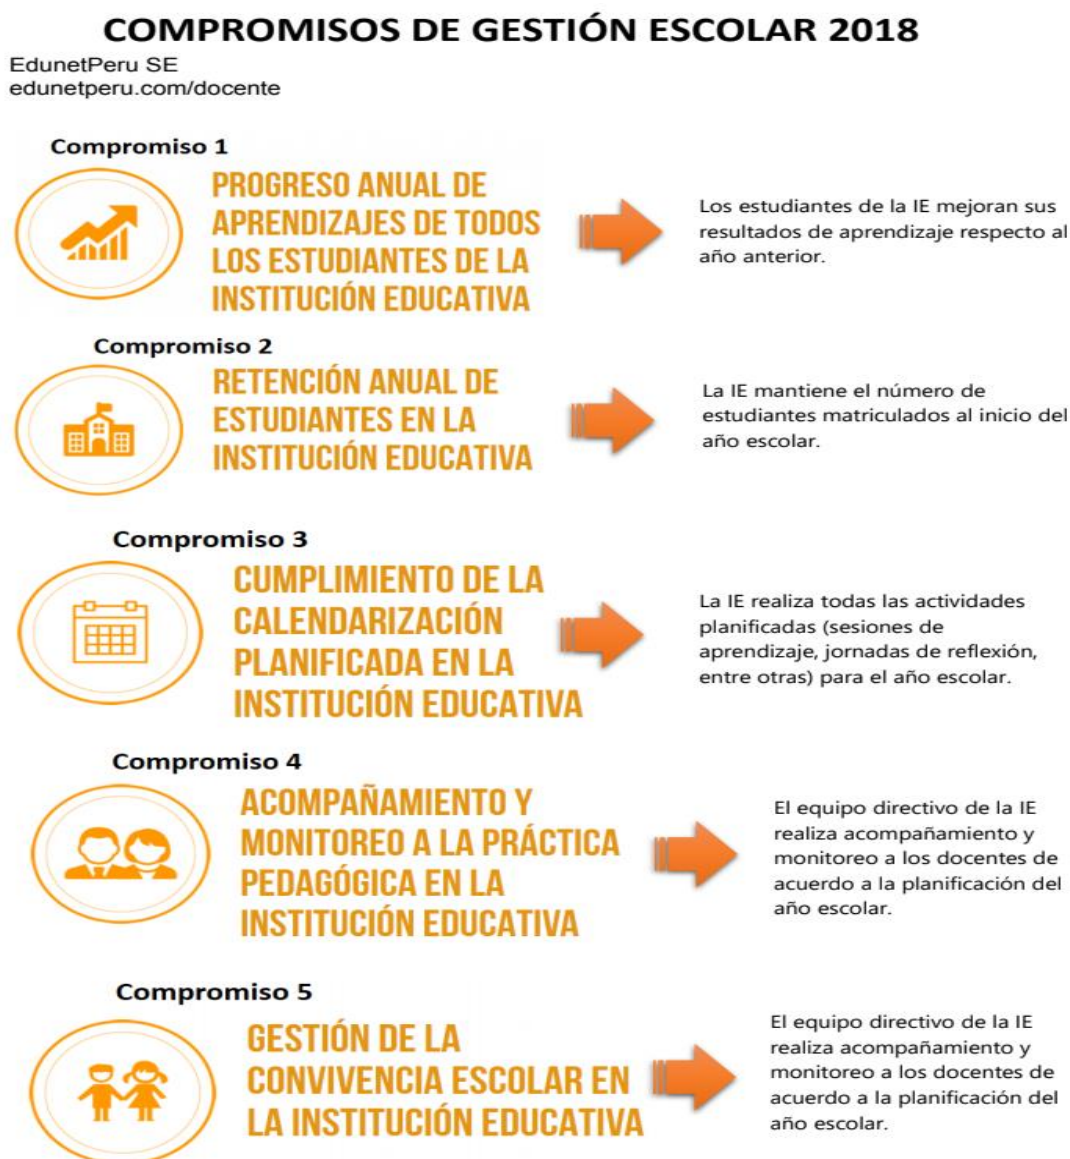 COMPROMISOS DE GESTIÓN ESCOLAR 2018
EdunetPeru SE
edunetperu.com/docente
Compromiso 1
PROGRESO ANUAL DE
APRENDIZAJES DE TODOS
LOS ESTUDIANTES DE LA
INSTITUCIÓN EDUCATIVA
Los estudiantes de la IE mejoran sus
resultados de aprendizaje respecto al
año anterior.
Compromiso 2
RETENCIÓN ANUAL DE
ESTUDIANTES EN LA
INSTITUCIÓN EDUCATIVA
La IE mantiene el número de
estudiantes matriculados al inicio del
año escolar.
Compromiso 3
CUMPLIMIENTO DE LA
CALENDARIZACIÓN
PLANIFICADA EN LA
INSTITUCIÓN EDUCATIVA
La IE realiza todas las actividades
planificadas (sesiones de
aprendizaje, jornadas de reflexión,
entre otras) para el año escolar.
Compromiso 4
ACOMPAÑAMIENTO Y
MONITOREO A LA PRÁCTICA
PEDAGÓGICA EN LA
INSTITUCIÓN EDUCATIVA
El equipo directivo de la IE
realiza acompañamiento y
monitoreo a los docentes de
acuerdo a la planificación del
año escolar.
Compromiso 5
GESTIÓN DE LA
CONVIVENCIA ESCOLAR EN
LA INSTITUCIÓN EDUCATIVA
El equipo directivo de la IE
realiza acompañamiento y
monitoreo a los docentes de
acuerdo a la planificación del
año escolar.